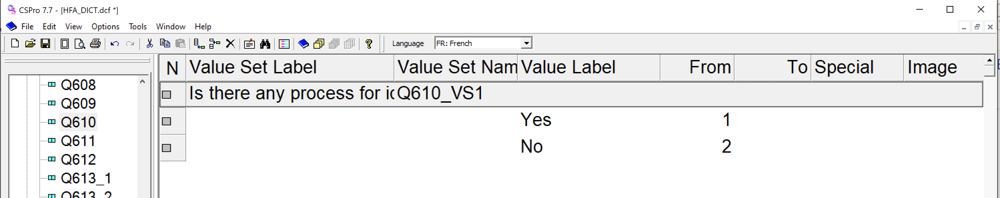 CSPro 7.7 - [HFA_DICT.dcf *]
File Edit View Options Tools Window Help
Language FR: French
N Value Set Label Value Set Nam Value Label From To Special Image
Is there any process for Q610_VS1
Yes 1
No 2
Q608
Q609
Q610
Q611
Q612
Q613_1
Q613_2